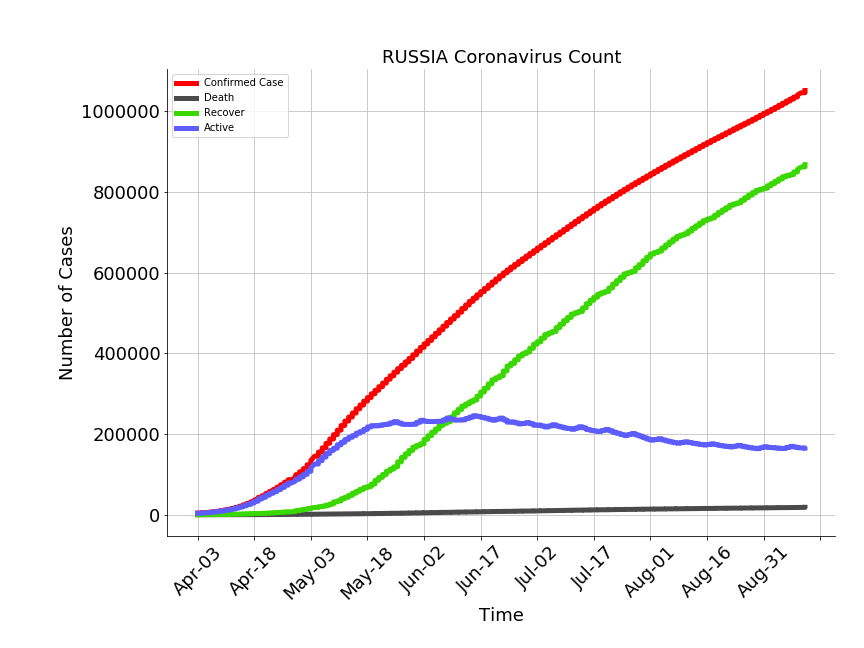 RUSSIA Coronavirus Count
Confirmed Case
Death
Recover
Active
1000000
800000
600000
400000
200000
0
Number of Cases
Apr-03
Apr-18
May-03
May-18
Jun-02
Jun-17
Jul-02
Jul-17
Aug-01
Aug-16
Aug-31
Time